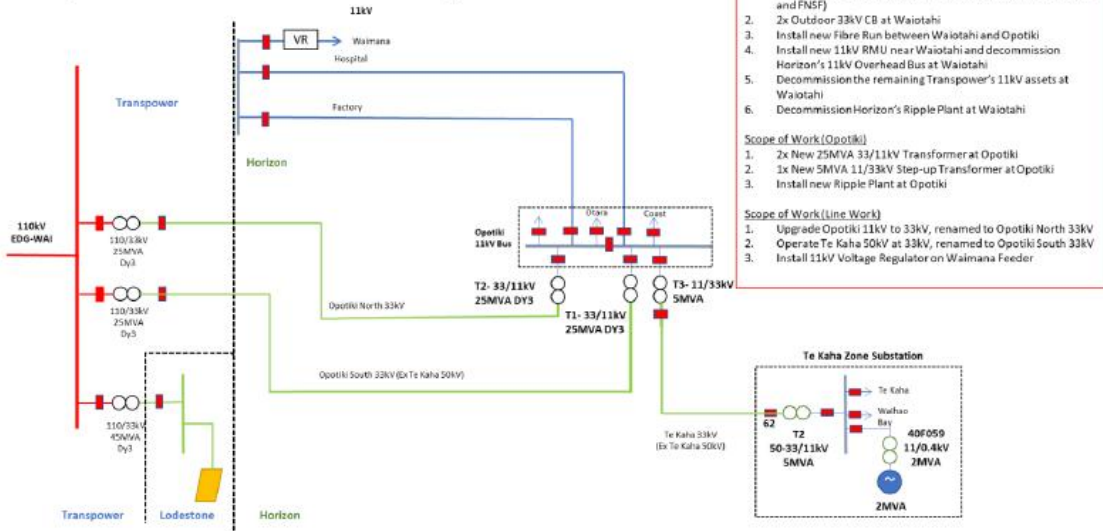 11kV
VR
Waimana
Hospital
Factory
Transpower
Horizon
110kV
EDG-WAI
110/33kV
25MVA
Dy3
110/33kV
25MVA
Dy3
110/33kV
45MVA
Dy3
Transpower
Lodestone
Horizon
Opotiki North 33kV
Opotiki South 33kV (Ex Te Kaha 50kV)
Opotiki
11kV Bus
Otara
Coast
T2- 33/11kV
25MVA DY3
T1- 33/11kV
25MVA DY3
T3- 11/33kV
5MVA
Te Kaha 33kV
(Ex Te Kaha 50kV)
Te Kaha Zone Substation
62
T2
50-33/11kV
5MVA
Te Kaha
Waihao
Bay
40F059
11/0.4kV
2MVA
2MVA
and FNSF)
2. 2x Outdoor 33kV CB at Waiotahi
3. Install new Fibre Run between Waiotahi and Opotiki
4. Install new 11kV RMU near Waiotahi and decommission
Horizon's 11kV Overhead Bus at Waiotahi
5. Decommission the remaining Transpower's 11kV assets at
Waiotahi
6. Decommission Horizon's Ripple Plant at Waiotahi
Scope of Work (Opotiki)
1. 2x New 25MVA 33/11kV Transformer at Opotiki
2. 1x New 5MVA 11/33kV Step-up Transformer at Opotiki
3. Install new Ripple Plant at Opotiki
Scope of Work (Line Work)
1. Upgrade Opotiki 11kV to 33kV, renamed to Opotiki North 33kV
2. Operate Te Kaha 50kV at 33kV, renamed to Opotiki South 33kV
3. Install 11kV Voltage Regulator on Waimana Feeder